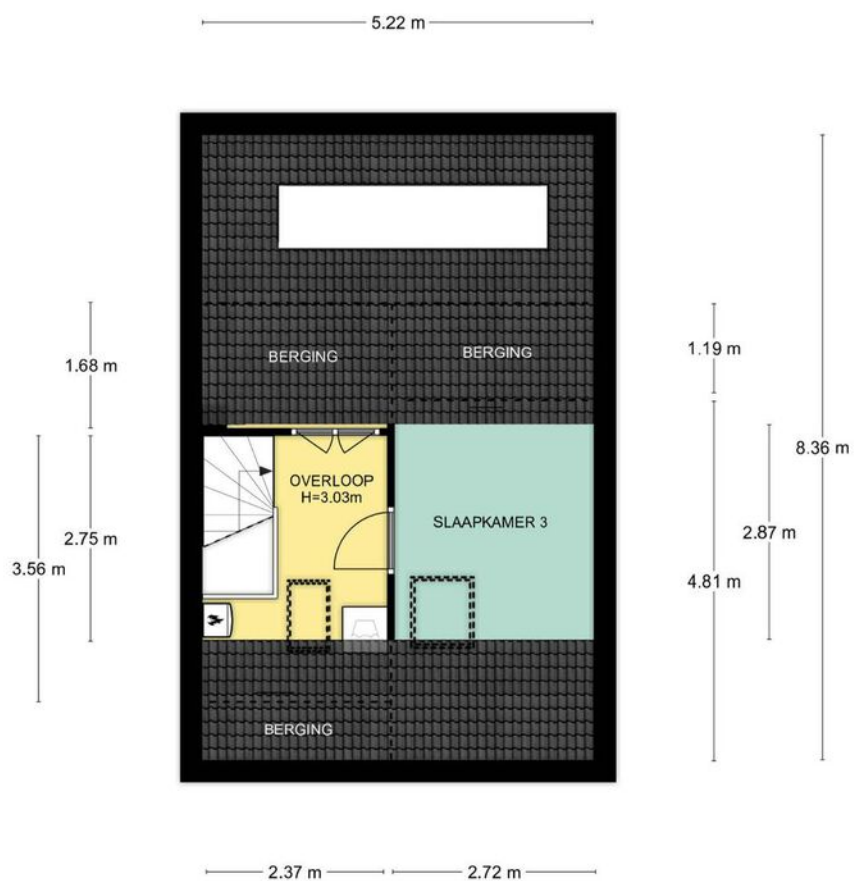 5.22 m
BERGING
BERGING
1.68 m
1.19 m
8.36 m
OVERLOOP
H=3.03m
SLAAPKAMER 3
2.75 m
2.87 m
3.56 m
4.81 m
BERGING
2.37 m
2.72 m